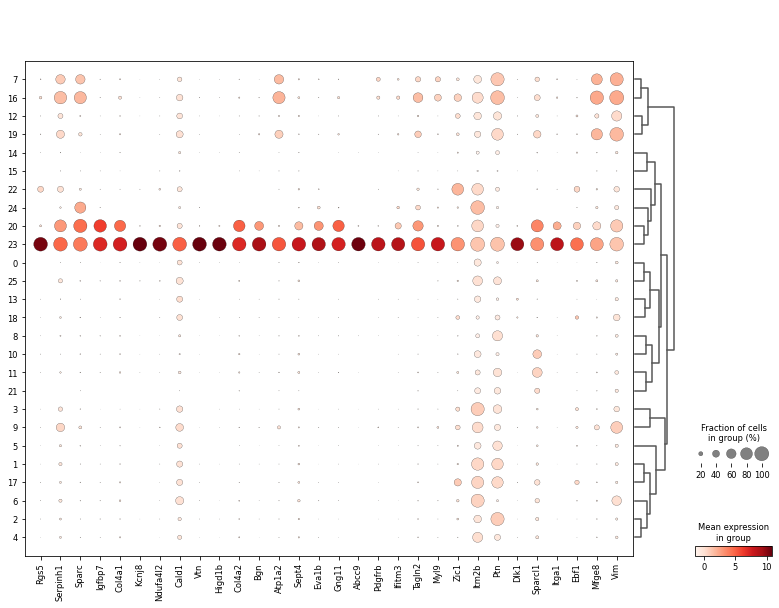 7
16
12
19
14
15
22
24
20
23
0
25
13
18
8
10
11
21
3
9
5
1
17
6
2
4
Fraction of cells
in group (%)
20 40 60 80 100
Mean expression
in group
0 5 10
Rgs5
Serpinh1
Sparc
Igfbp7
Col4a1
Kcnj8
Ndufa4l2
Cald1
Vtn
Higd1b
Col4a2
Bgn
Atp1a2
Sept4
Eva1b
Gng11
Abcc9
Pdgfrb
Ifitm3
Tagln2
Myl9
Zic1
Itm2b
Ptn
Dlk1
Sparcl1
Itga1
Ebf1
Mfge8
Vim